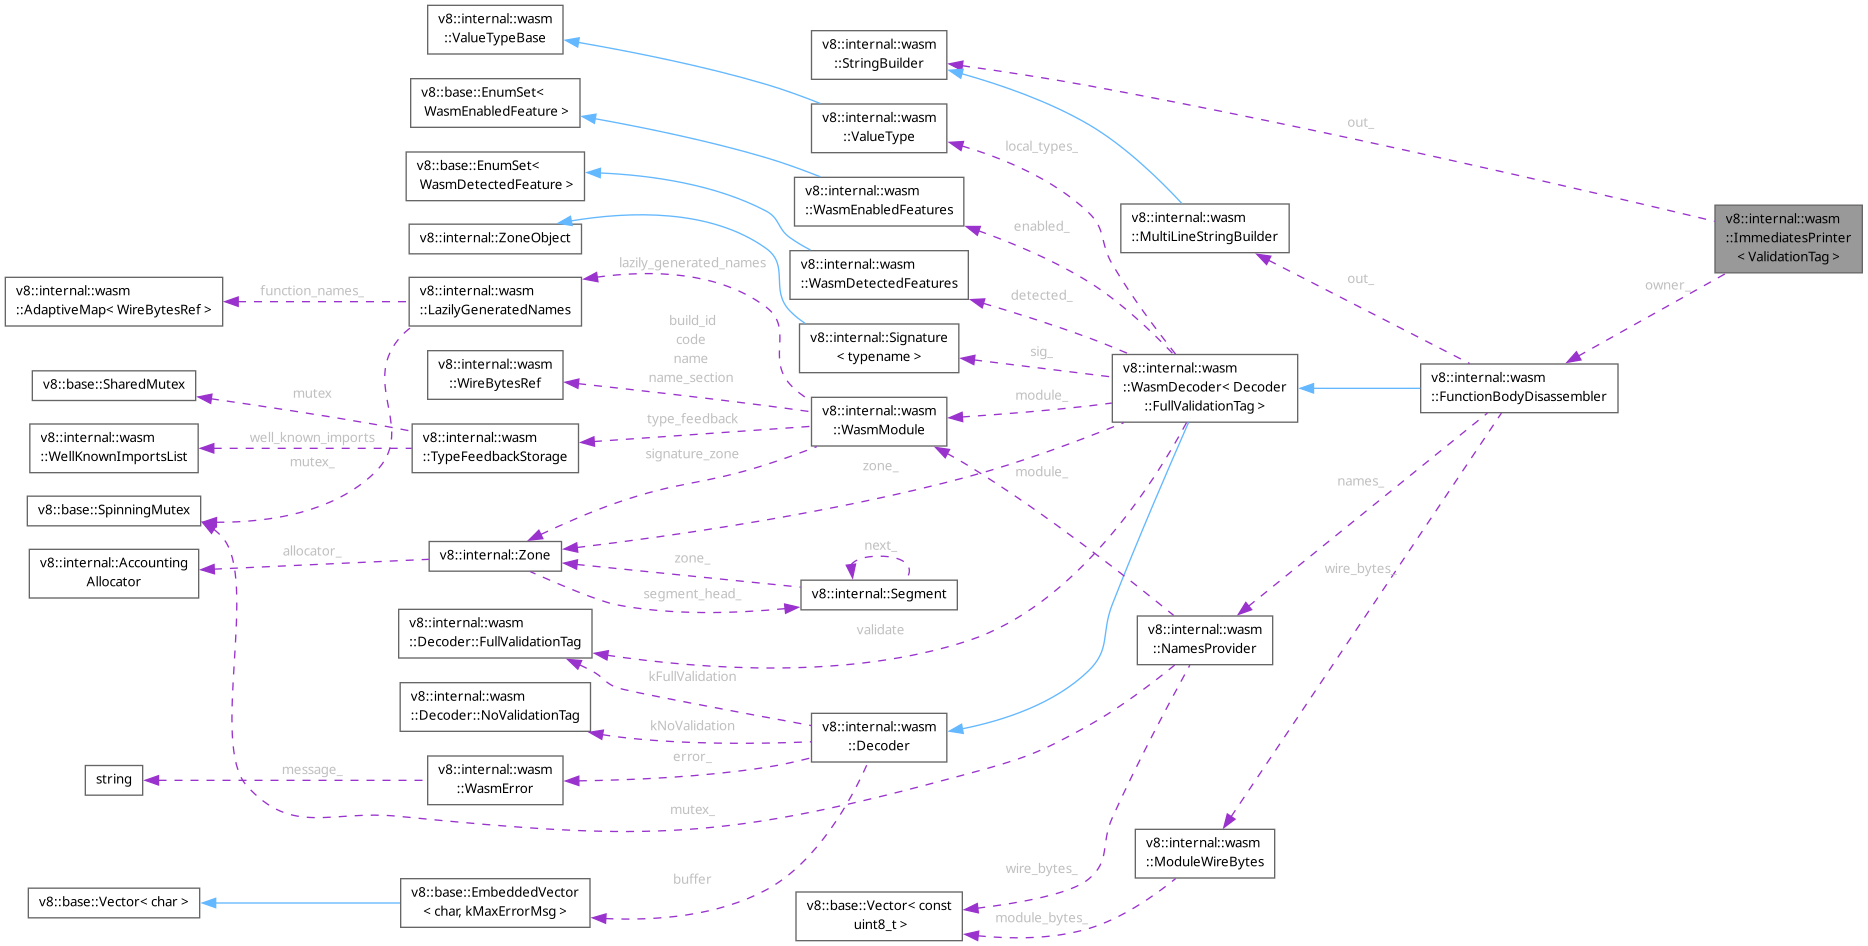 v8::internal::wasm
::ValueTypeBase
v8::base::EnumSet<
WasmEnabledFeature >
v8::base::EnumSet<
WasmDetectedFeature >
v8::internal::ZoneObject
v8::internal::wasm
::AdaptiveMap< WireBytesRef >
function_names_
v8::internal::wasm
::LazilyGeneratedNames
v8::internal::wasm
::WireBytesRef
v8::base::SharedMutex
mutex
v8::internal::wasm
::WellKnownImportsList
well_known_imports
mutex_
v8::internal::wasm
::TypeFeedbackStorage
v8::base::SpinningMutex
v8::internal::Accounting
Allocator
allocator_
v8::internal::Zone
v8::internal::wasm
::Decoder::FullValidationTag
v8::internal::wasm
::Decoder::NoValidationTag
string
message_
v8::internal::wasm
::WasmError
v8::base::Vector< char >
v8::base::EmbeddedVector
< char, kMaxErrorMsg >
lazily_generated_names
build_id
code
name
name_section
type_feedback
signature_zone
zone_
segment_head_
kFullValidation
kNoValidation
error_
mutex_
buffer
v8::internal::wasm
::StringBuilder
v8::internal::wasm
::ValueType
v8::internal::wasm
::WasmEnabledFeatures
v8::internal::wasm
::WasmDetectedFeatures
v8::internal::Signature
< typename >
v8::internal::wasm
::WasmModule
zone_
next_
v8::internal::Segment
validate
v8::internal::wasm
::Decoder
v8::base::Vector< const
uint8_t >
local_types_
enabled_
detected_
sig_
module_
module_
wire_bytes_
module_bytes_
v8::internal::wasm
::MultiLineStringBuilder
v8::internal::wasm
::WasmDecoder< Decoder
::FullValidationTag >
v8::internal::wasm
::NamesProvider
v8::internal::wasm
::ModuleWireBytes
out_
out_
names_
wire_bytes_
v8::internal::wasm
::FunctionBodyDisassembler
owner_
v8::internal::wasm
::ImmediatesPrinter
< ValidationTag >